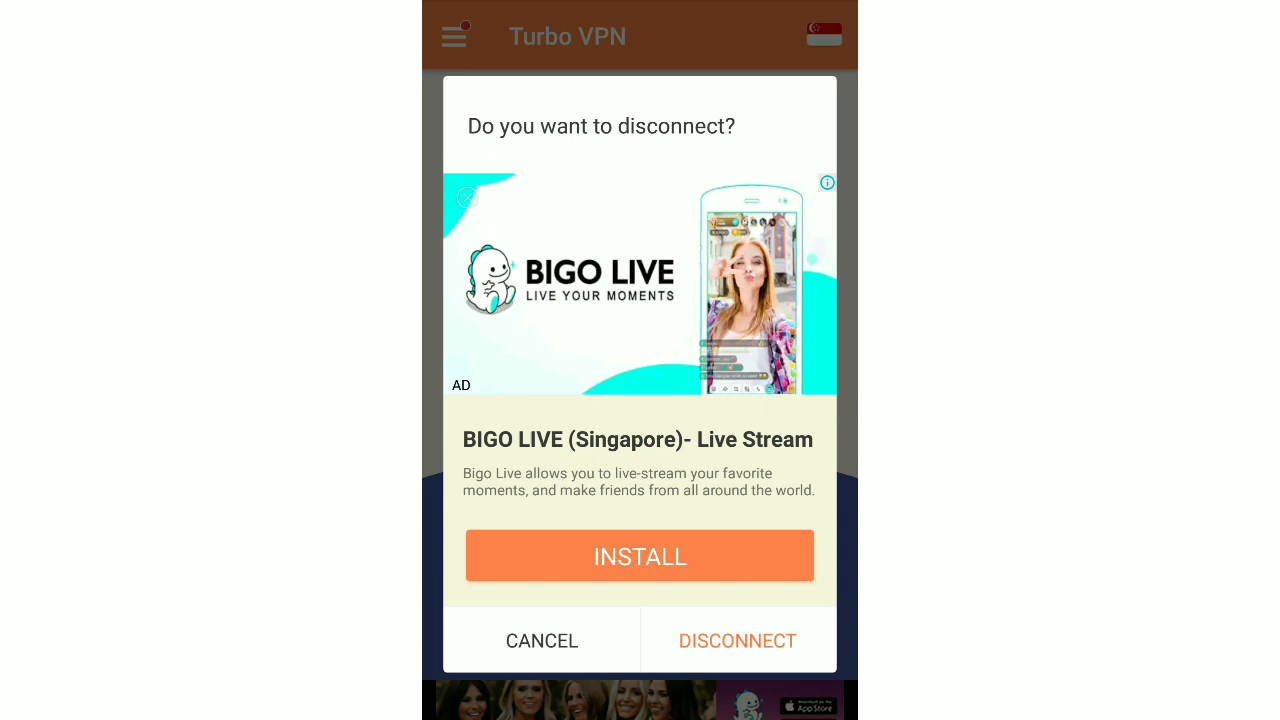 Turbo VPN
Do you want to disconnect?
BIGO LIVE
LIVE YOUR MOMENTS
AD
BIGO LIVE (Singapore)- Live Stream
Bigo Live allows you to live-stream your favorite
moments, and make friends from all around the world.
INSTALL
CANCEL
DISCONNECT
App Store